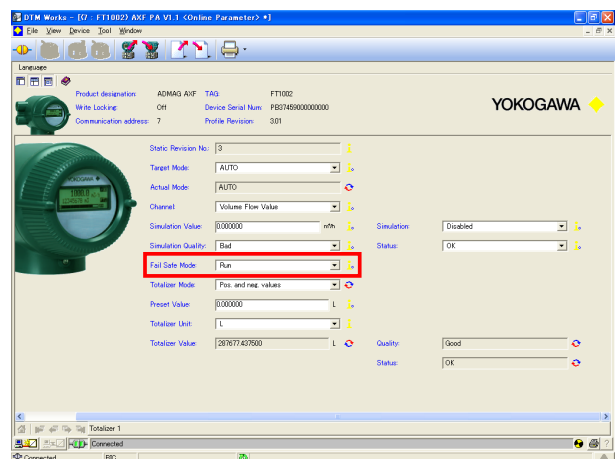 DTM Works - [(7 : FT1002) AXF PA V1.1 <Online Parameter> *]
File View Device Tool Window
Language
Product designation: ADMAG AXF TAG: FT1002
Write Locking: Off Device Serial Num: PB37459000000000
Communication address: 7 Profile Revision: 3.01
YOKOGAWA
YOKOGAWA
Static Revision No.: 3
Target Mode: AUTO
Actual Mode: AUTO
Channel: Volume Flow Value
Simulation Value: 0.000000 m³/h Simulation: Disabled
Simulation Quality: Bad Status: OK
Fail Safe Mode: Run
Totalizer Mode: Pos. and neg. values
Preset Value: 0.000000 L
Totalizer Unit: L
Totalizer Value: 287677.437500 L Quality: Good
Status: OK
Totalizer 1
Connected
Connected